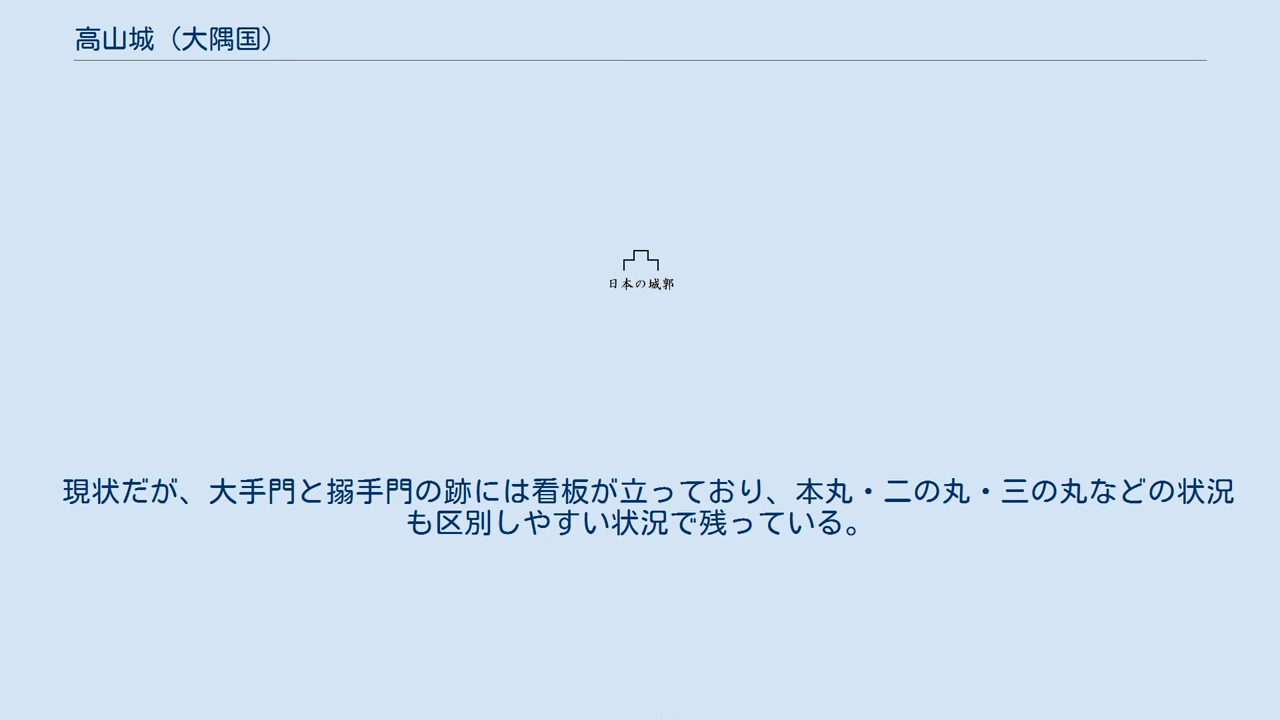 高山城（大隅国）
日本の城郭
現状だが、大手門と搦手門の跡には看板が立っており、本丸・二の丸・三の丸などの状況
も区別しやすい状況で残っている。